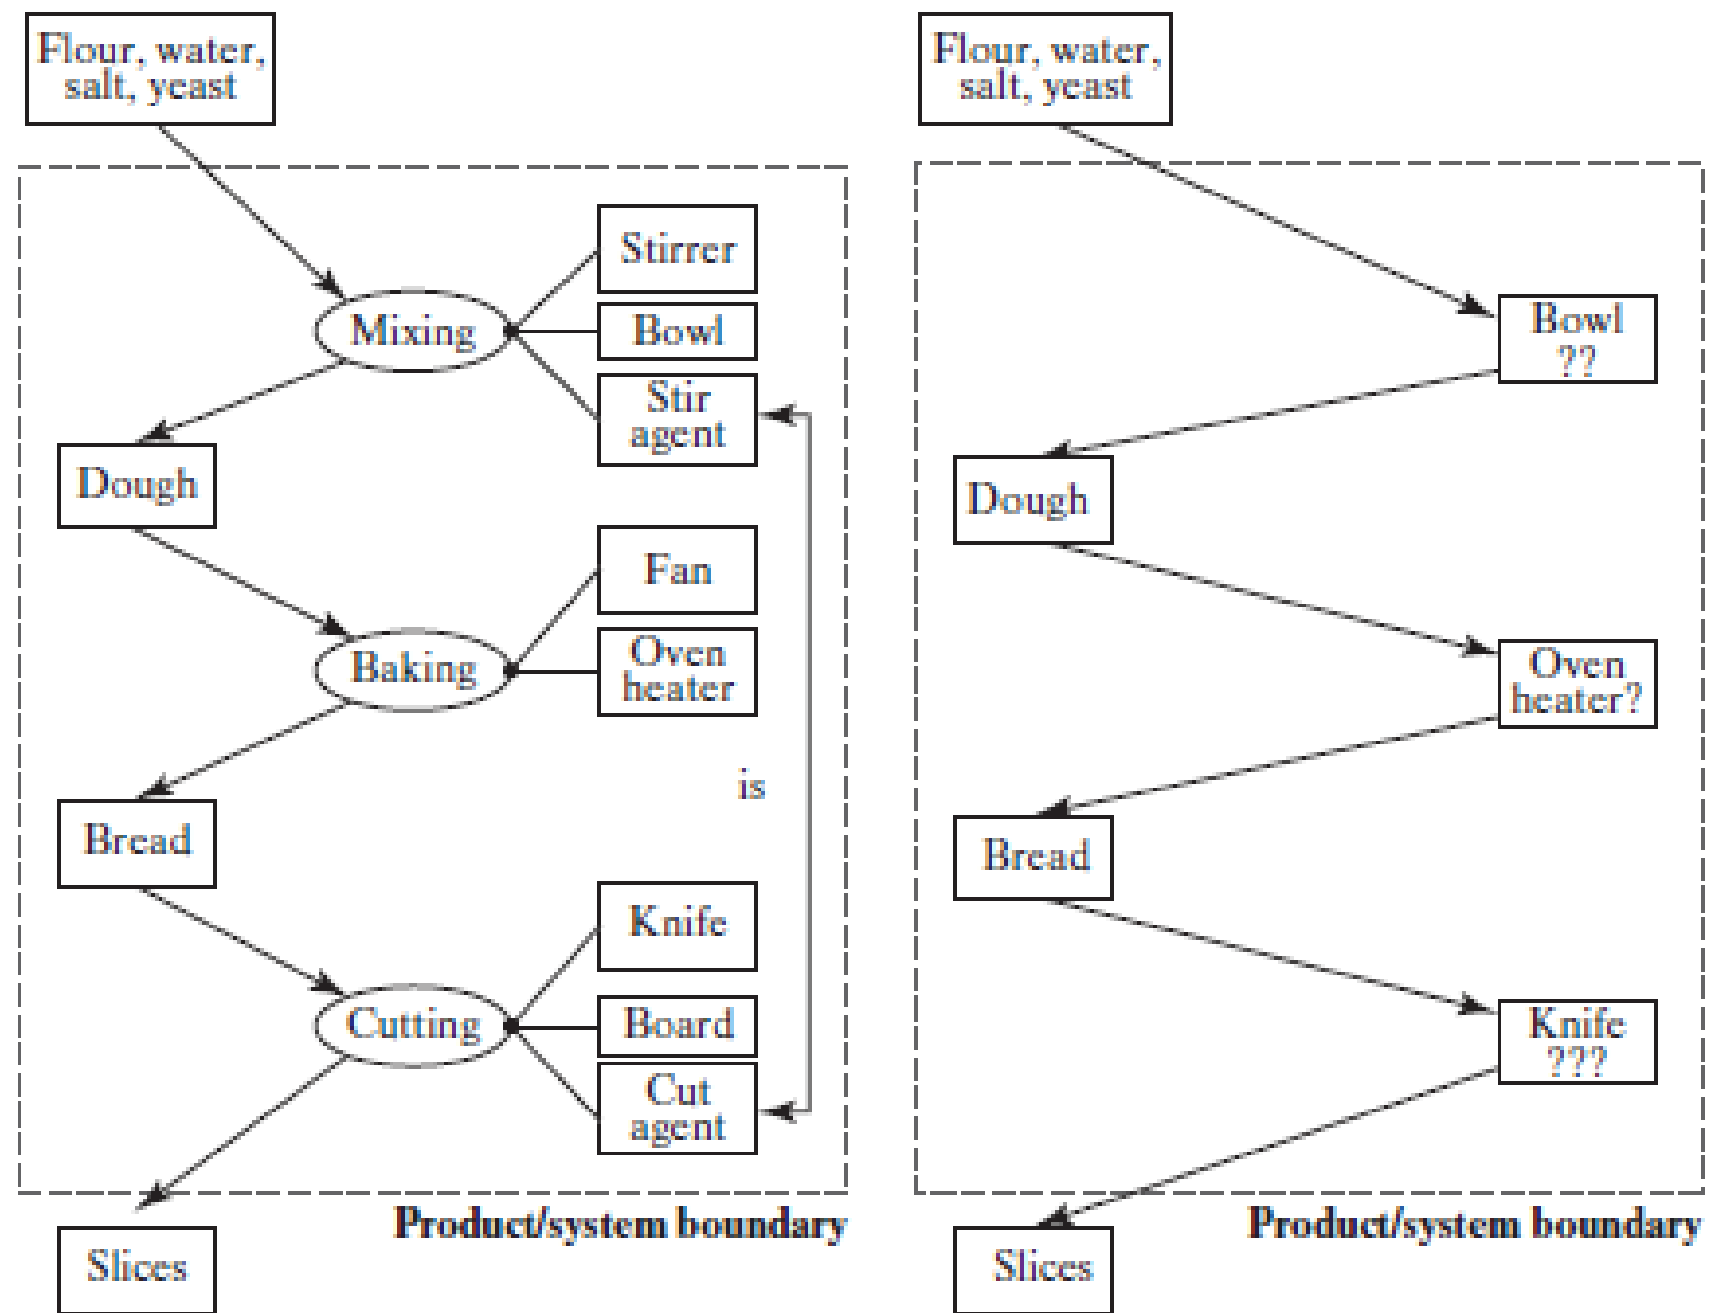 Flour, water,
salt, yeast
Stirrer
Mixing
Bowl
Stir
agent
Dough
Fan
Baking
Oven
heater
is
Bread
Knife
Cutting
Board
Cut
agent
Product/system boundary
Slices
Flour, water,
salt, yeast
Bowl
??
Dough
Oven
heater?
Bread
Knife
???
Product/system boundary
Slices